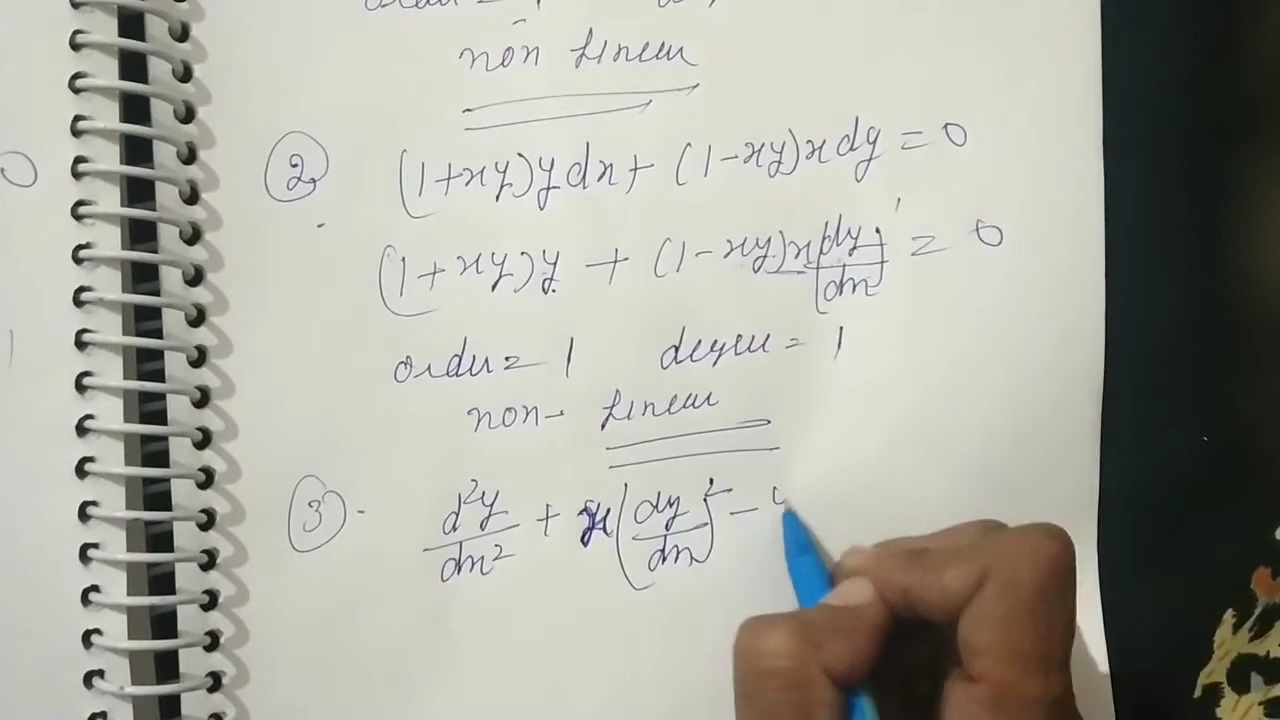 non linear
② (1+xy)y dx + (1-xy)x dy = 0
(1+xy)y + (1-xy)x (dy/dx)¹ = 0
order = 1 degree = 1
non- linear
③ d²y/dx² + x(dy/dx)² -